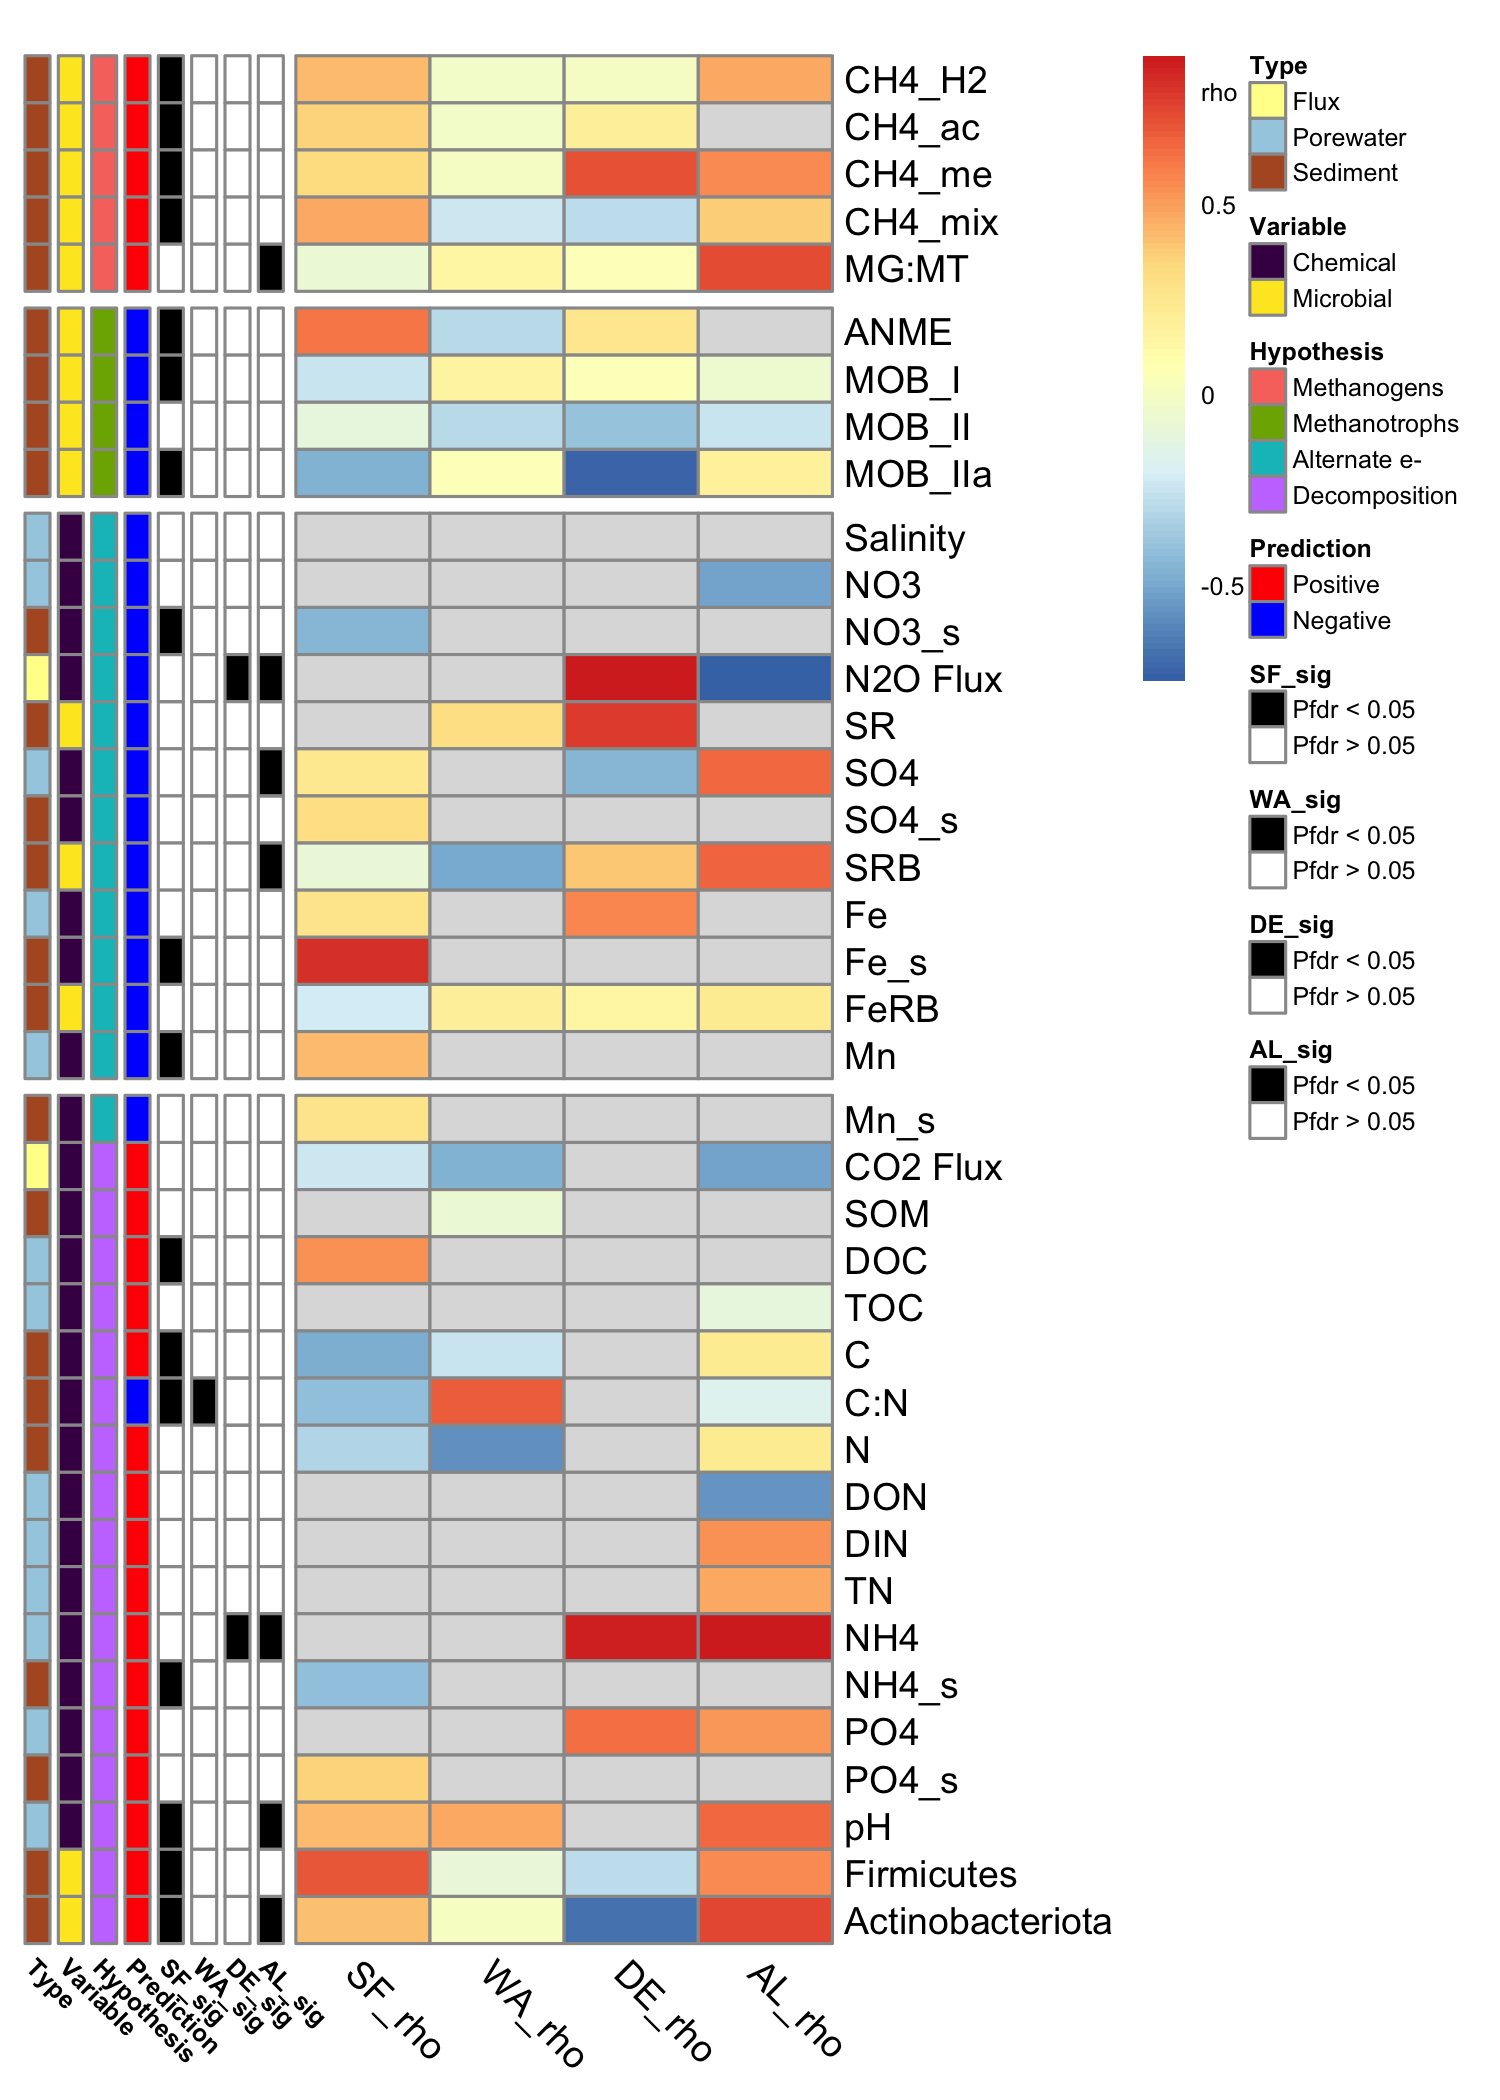 CH4_H2
CH4_ac
CH4_me
CH4_mix
MG:MT
ANME
MOB_I
MOB_II
MOB_IIa
Salinity
NO3
NO3_s
N2O Flux
SR
SO4
SO4_s
SRB
Fe
Fe_s
FeRB
Mn
Mn_s
CO2 Flux
SOM
DOC
TOC
C
C:N
N
DON
DIN
TN
NH4
NH4_s
PO4
PO4_s
pH
Firmicutes
Actinobacteriota
Type
Variable
Hypothesis
Prediction
SF_sig
WA_sig
DE_sig
AL_sig
SF_rho
WA_rho
DE_rho
AL_rho
rho
0.5
0
-0.5
Type
Flux
Porewater
Sediment
Variable
Chemical
Microbial
Hypothesis
Methanogens
Methanotrophs
Alternate e-
Decomposition
Prediction
Positive
Negative
SF_sig
Pfdr < 0.05
Pfdr > 0.05
WA_sig
Pfdr < 0.05
Pfdr > 0.05
DE_sig
Pfdr < 0.05
Pfdr > 0.05
AL_sig
Pfdr < 0.05
Pfdr > 0.05